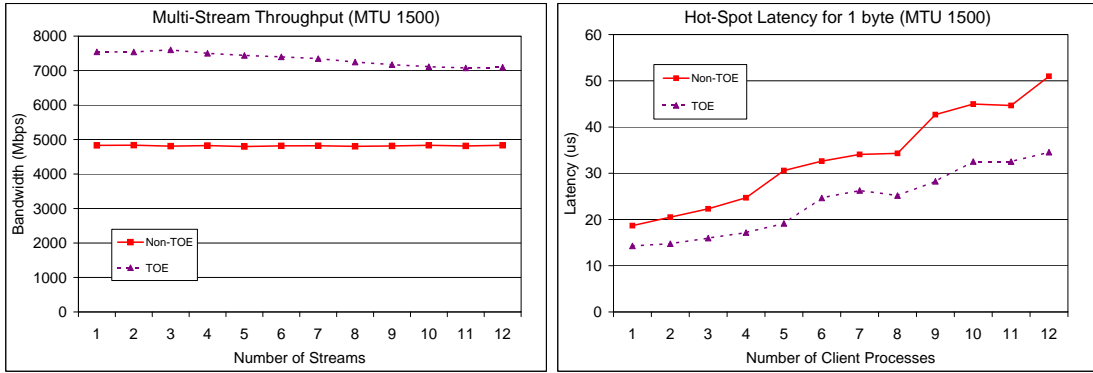 Multi-Stream Throughput (MTU 1500)
8000
7000
6000
5000
4000
3000
2000
1000
0
Bandwidth (Mbps)
Non-TOE
TOE
1 2 3 4 5 6 7 8 9 10 11 12
Number of Streams
Hot-Spot Latency for 1 byte (MTU 1500)
60
50
40
30
20
10
0
Latency (us)
Non-TOE
TOE
1 2 3 4 5 6 7 8 9 10 11 12
Number of Client Processes